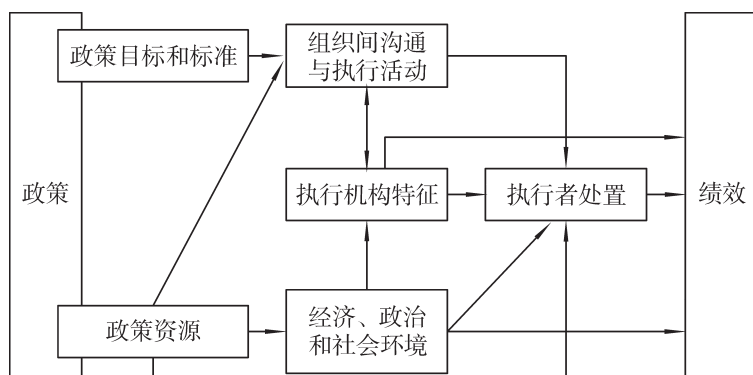 政策
政策目标和标准
组织间沟通
与执行活动
执行机构特征
执行者处置
绩效
政策资源
经济、政治
和社会环境